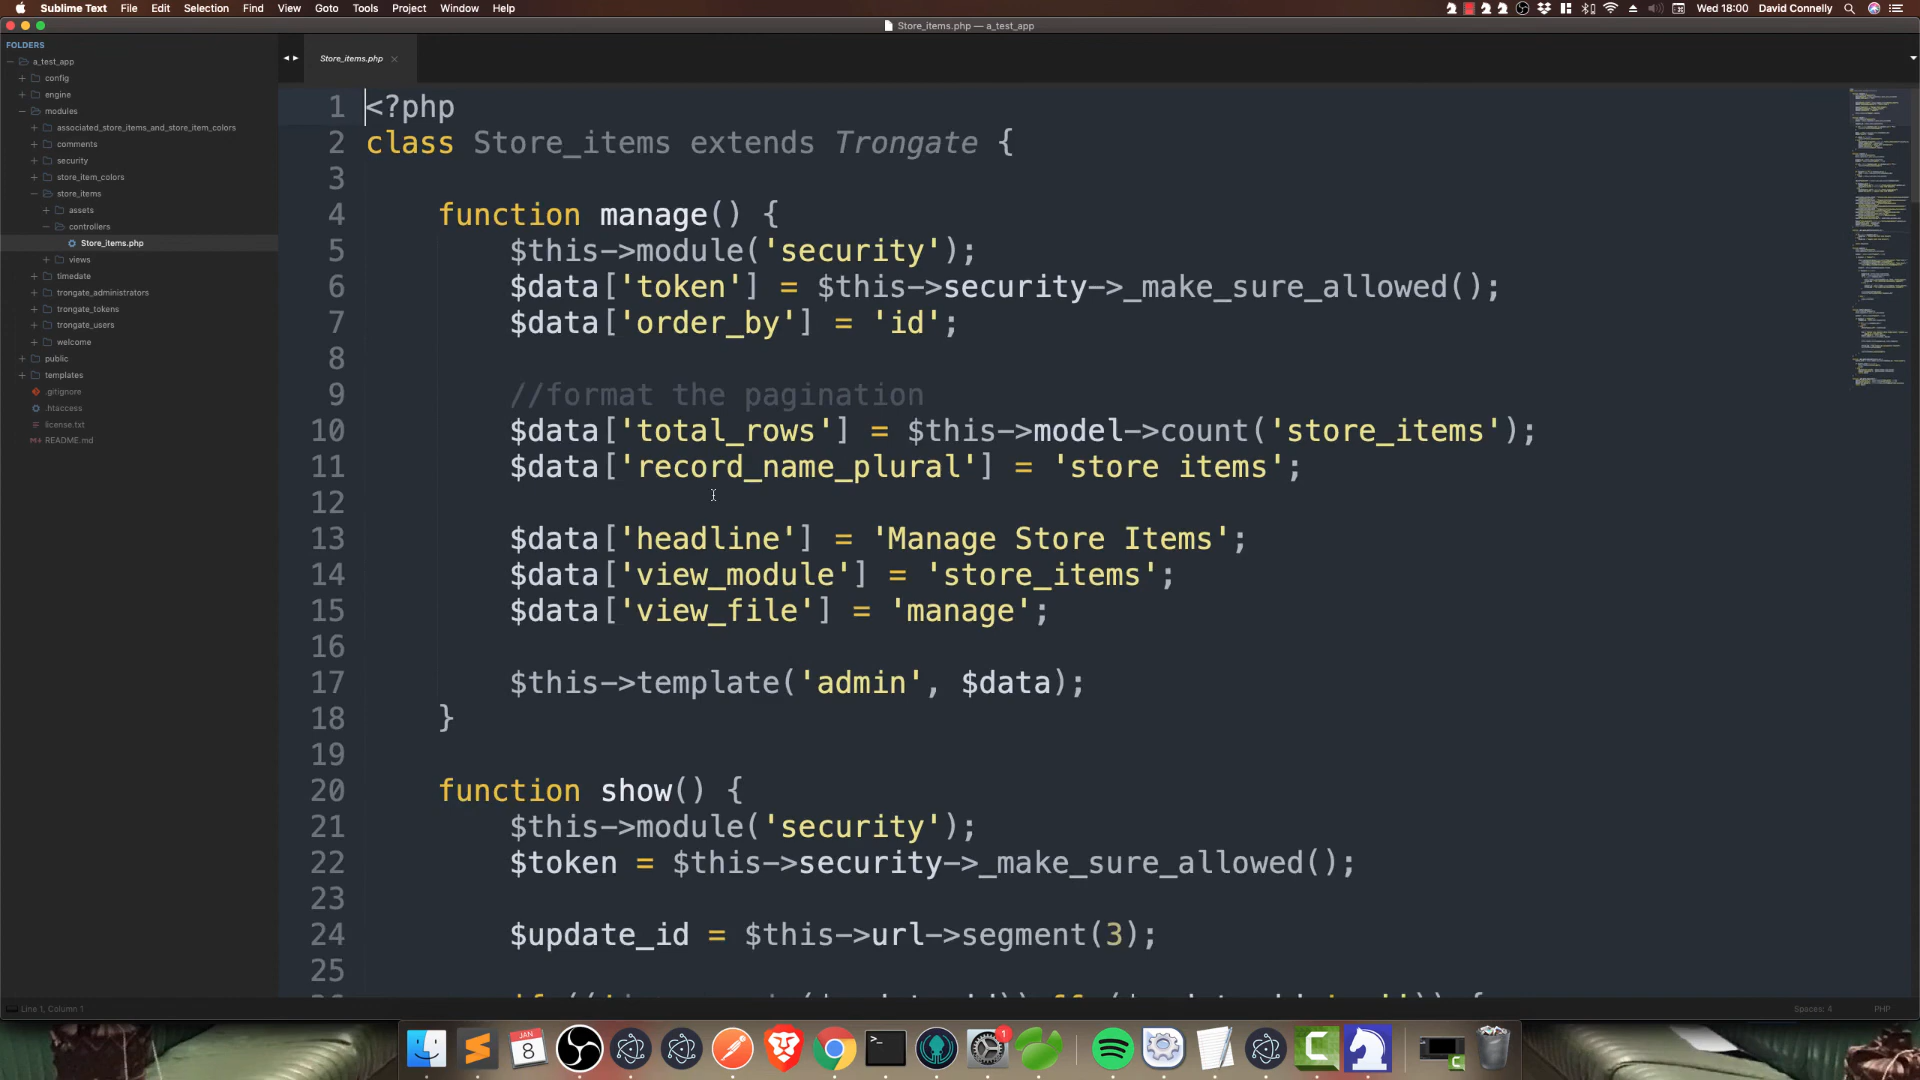 Sublime Text File Edit Selection Find View Goto Tools Project Window Help
Wed 18:00 David Connelly
Store_items.php — a_test_app
FOLDERS
a_test_app
config
engine
modules
associated_store_items_and_store_item_colors
comments
security
store_item_colors
store_items
assets
controllers
Store_items.php
views
timedate
trongate_administrators
trongate_tokens
trongate_users
welcome
public
templates
.gitignore
.htaccess
license.txt
README.md
Store_items.php
1 <?php
2 class Store_items extends Trongate {
3
4 function manage() {
5 $this->module('security');
6 $data['token'] = $this->security->_make_sure_allowed();
7 $data['order_by'] = 'id';
8
9 //format the pagination
10 $data['total_rows'] = $this->model->count('store_items');
11 $data['record_name_plural'] = 'store items';
12
13 $data['headline'] = 'Manage Store Items';
14 $data['view_module'] = 'store_items';
15 $data['view_file'] = 'manage';
16
17 $this->template('admin', $data);
18 }
19
20 function show() {
21 $this->module('security');
22 $token = $this->security->_make_sure_allowed();
23
24 $update_id = $this->url->segment(3);
25
Line 1, Column 1
Spaces: 4 PHP
JAN
8
1